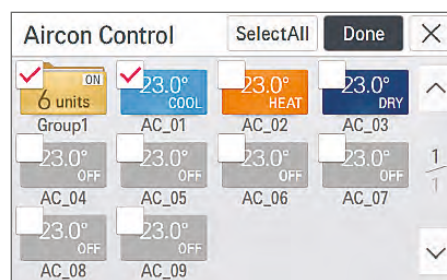 Aircon Control SelectAll Done
ON
6 units
Group1
23.0°
COOL
AC_01
23.0°
HEAT
AC_02
23.0°
DRY
AC_03
23.0°
OFF
AC_04
23.0°
OFF
AC_05
23.0°
OFF
AC_06
23.0°
OFF
AC_07
23.0°
OFF
AC_08
23.0°
OFF
AC_09
1
1